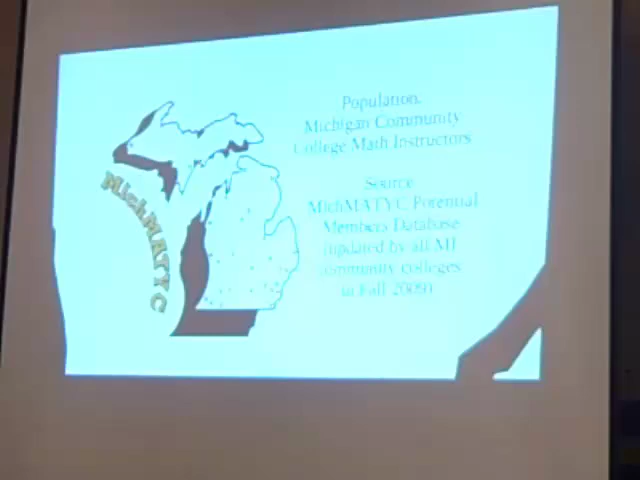 Population:
Michigan Community
College Math Instructors
Source
MichMATYC Potential
Members Database
(updated by all MI
community colleges
in Fall 2009)
MichMATYC